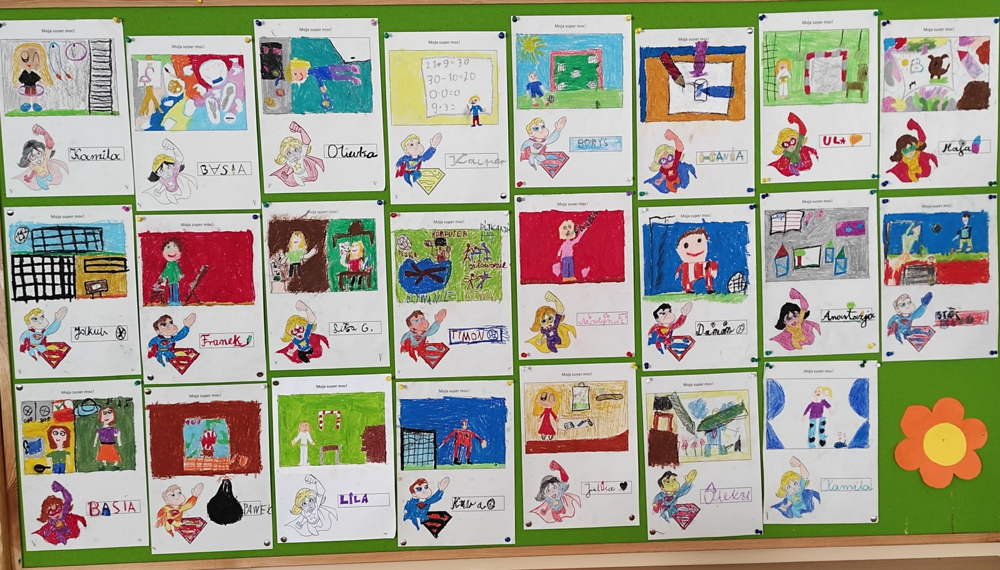 Moja super moc!
Kamila
Moja super moc!
BASIA
Moja super moc!
Oliwka
Moja super moc!
21+9=30
30-10=20
0·0=0
9·3=
Kacper
Moja super moc!
BORYS
Moja super moc!
HANIA
Moja super moc!
ULA
Moja super moc!
Maja
Moja super moc!
Jakub
Moja super moc!
Franek
Moja super moc!
Lila G.
Moja super moc!
KOMPUTER
PIŁKA
PŁYWANIE
TYMON
Moja super moc!
Martyna
Moja super moc!
Damian
Moja super moc!
Anastazja
Moja super moc!
STAŚ
Moja super moc!
BASIA
Moja super moc!
PAWEŁ
Moja super moc!
LILA
Moja super moc!
Kuba
Moja super moc!
Julka
Moja super moc!
Moja super moc!
Kamila